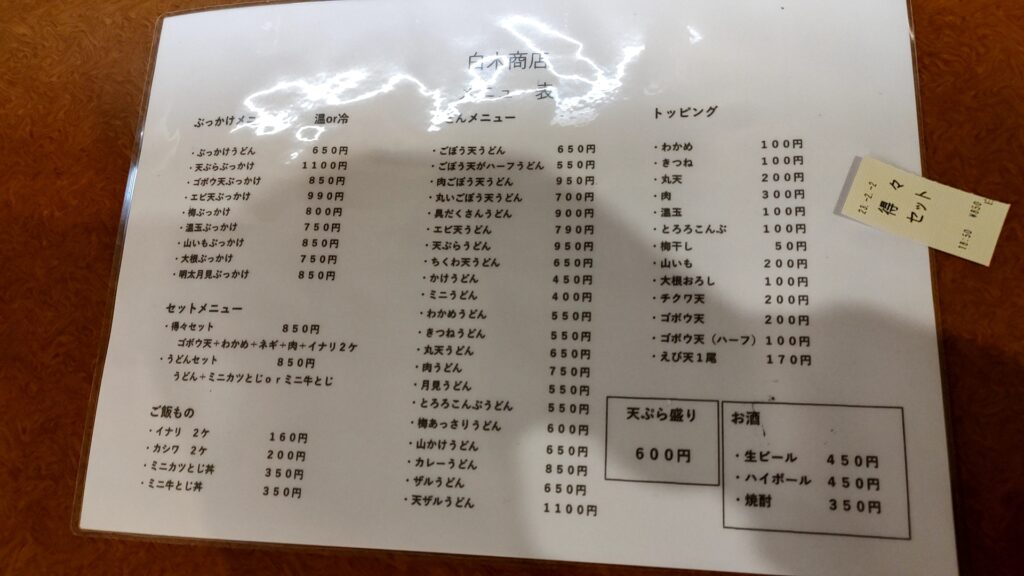 白木商店
メニュー表
ぶっかけメニ 温or冷
・ぶっかけうどん 650円
・天ぷらぶっかけ 1100円
・ゴボウ天ぶっかけ 850円
・エビ天ぶっかけ 990円
・梅ぶっかけ 800円
・温玉ぶっかけ 750円
・山いもぶっかけ 850円
・大根ぶっかけ 750円
・明太月見ぶっかけ 850円
セットメニュー
・得々セット 850円
ゴボウ天+わかめ+ネギ+肉+イナリ2ケ
・うどんセット 850円
うどん+ミニカツとじorミニ牛とじ
ご飯もの
・イナリ 2ケ 160円
・カシワ 2ケ 200円
・ミニカツとじ丼 350円
・ミニ牛とじ丼 350円
どんメニュー
・ごぼう天うどん 650円
・ごぼう天がハーフうどん 550円
・肉ごぼう天うどん 950円
・丸いごぼう天うどん 700円
・具だくさんうどん 900円
・エビ天うどん 790円
・天ぷらうどん 950円
・ちくわ天うどん 650円
・かけうどん 450円
・ミニうどん 400円
・わかめうどん 550円
・きつねうどん 550円
・丸天うどん 650円
・肉うどん 750円
・月見うどん 550円
・とろろこんぶうどん 550円
・梅あっさりうどん 600円
・山かけうどん 650円
・カレーうどん 850円
・ザルうどん 650円
・天ザルうどん 1100円
トッピング
・わかめ 100円
・きつね 100円
・丸天 200円
・肉 300円
・温玉 100円
・とろろこんぶ 100円
・梅干し 50円
・山いも 200円
・大根おろし 100円
・チクワ天 200円
・ゴボウ天 200円
・ゴボウ天(ハーフ) 100円
・えび天1尾 170円
天ぷら盛り
600円
お酒
・生ビール 450円
・ハイボール 450円
・焼酎 350円
23.-2.-2
得々
セット
18:50 ¥850